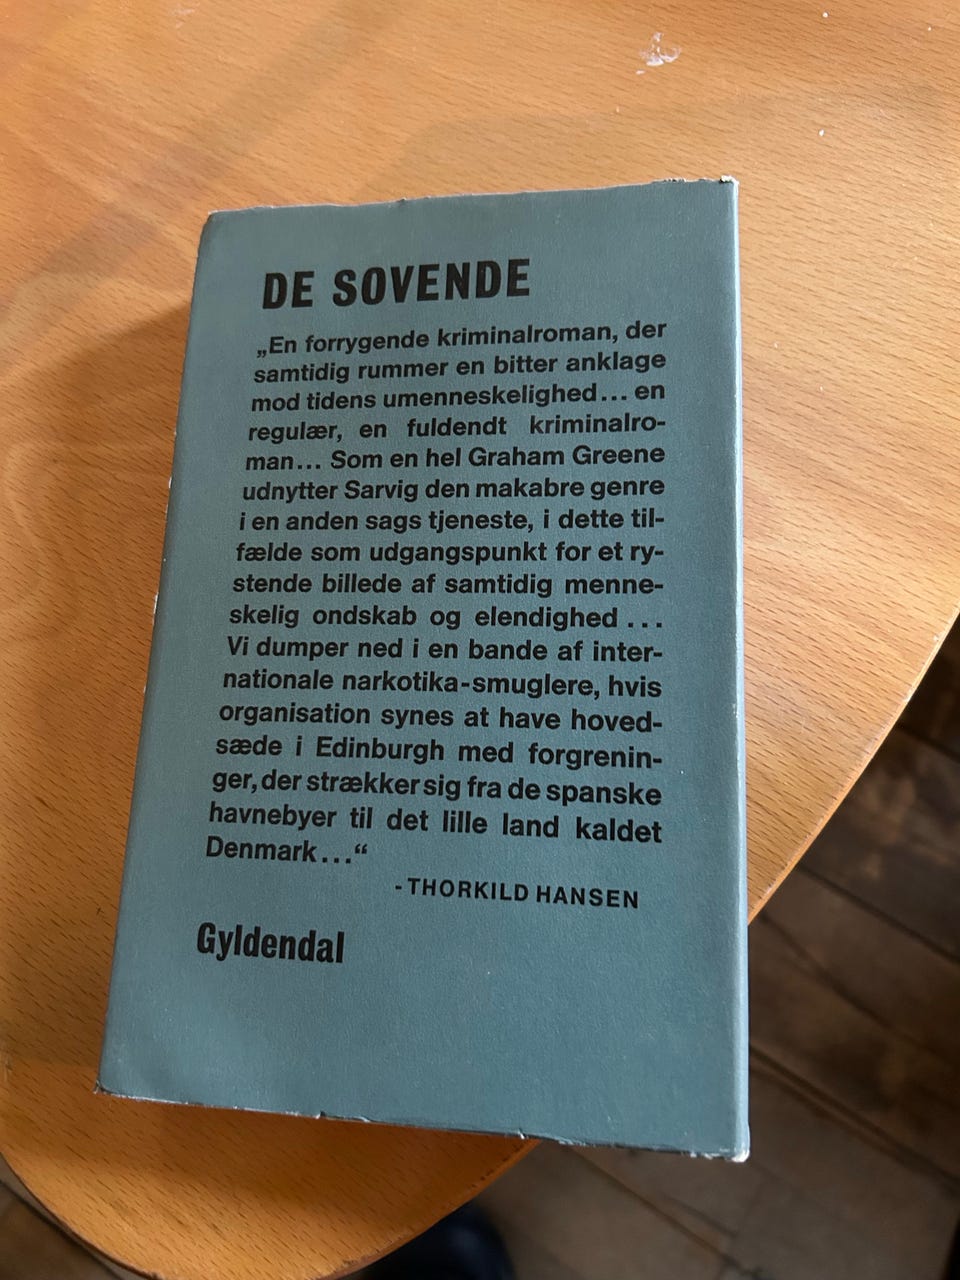 DE SOVENDE
„En forrygende kriminalroman, der
samtidig rummer en bitter anklage
mod tidens umenneskelighed... en
regulær, en fuldendt kriminalro-
man... Som en hel Graham Greene
udnytter Sarvig den makabre genre
i en anden sags tjeneste, i dette til-
fælde som udgangspunkt for et ry-
stende billede af samtidig menne-
skelig ondskab og elendighed ...
Vi dumper ned i en bande af inter-
nationale narkotika-smuglere, hvis
organisation synes at have hoved-
sæde i Edinburgh med forgreninger-
ger, der strækker sig fra de spanske
havnebyer til det lille land kaldet
Denmark..."
-THORKILD HANSEN
Gyldendal